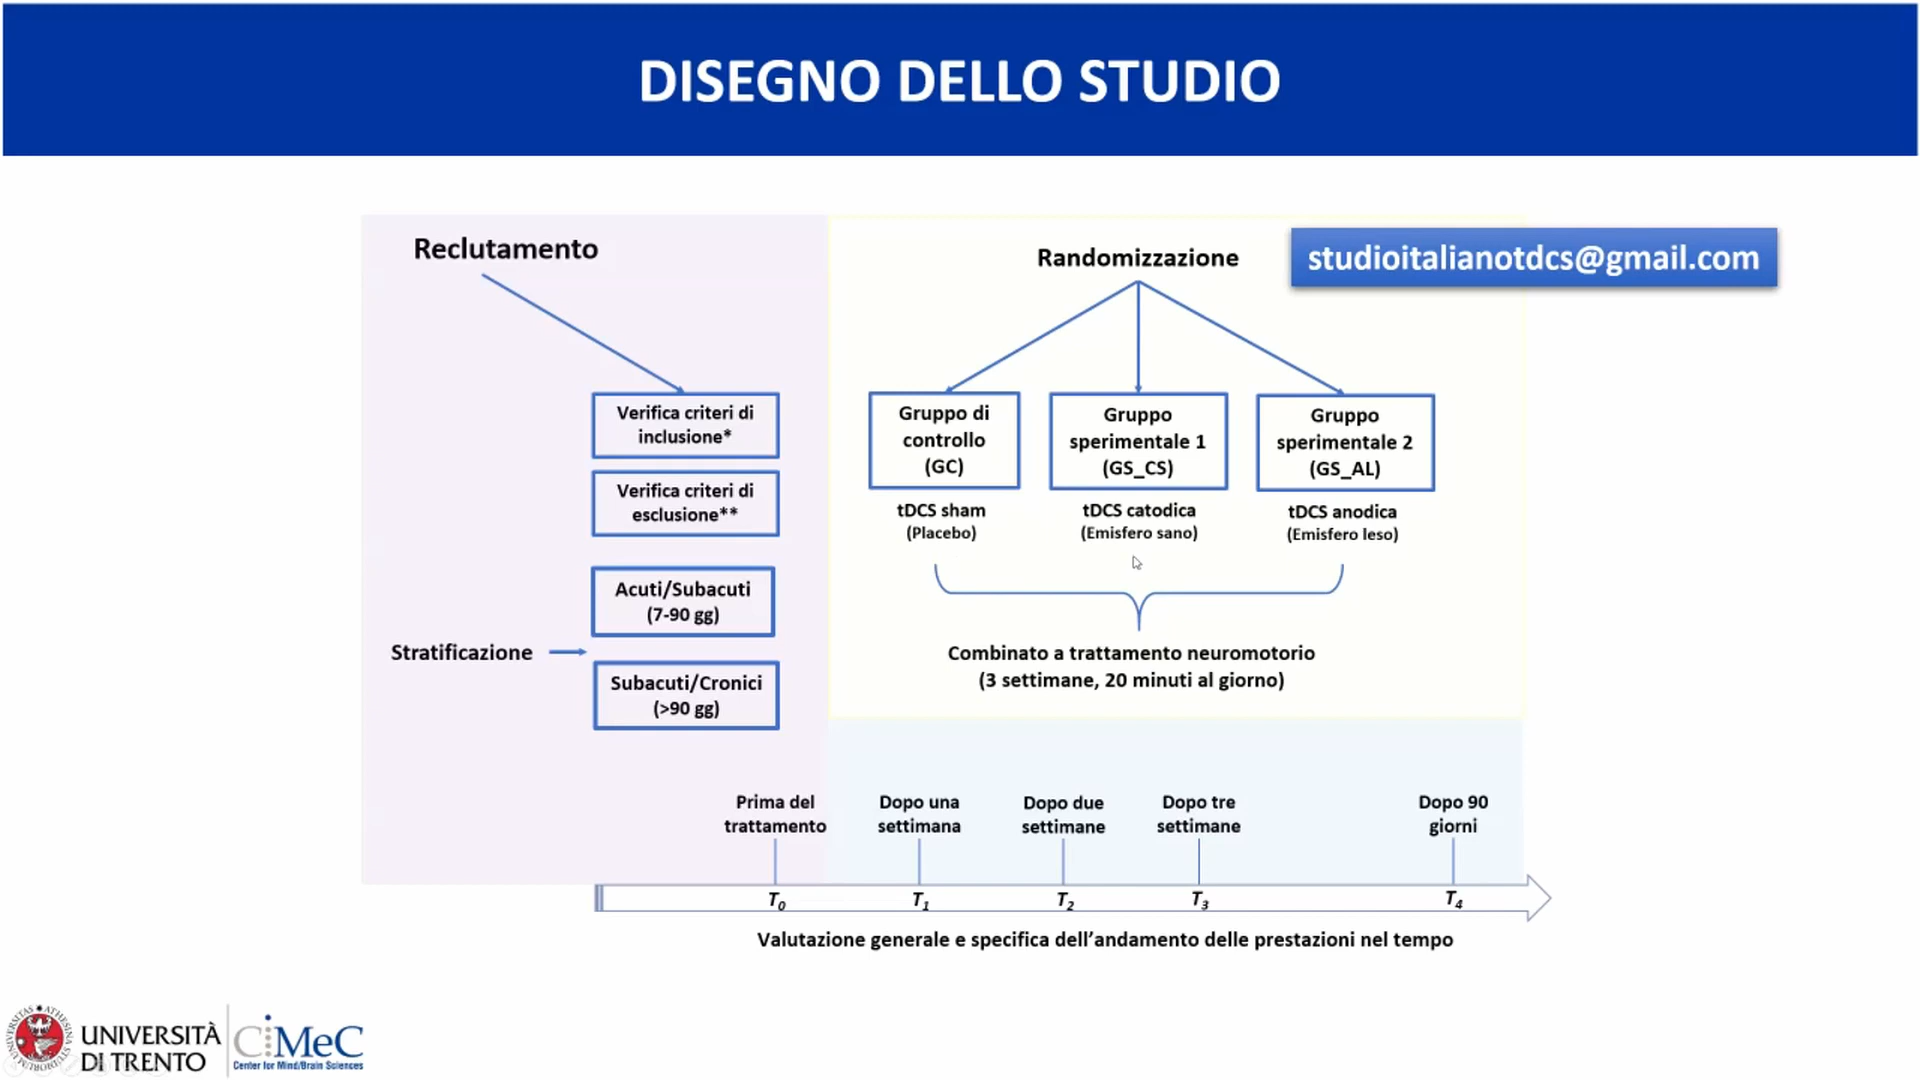 DISEGNO DELLO STUDIO
Reclutamento
Verifica criteri di
inclusione*
Verifica criteri di
esclusione**
Stratificazione
Acuti/Subacuti
(7-90 gg)
Subacuti/Cronici
(>90 gg)
Randomizzazione
studioitalianotdcs@gmail.com
Gruppo di
controllo
(GC)
tDCS sham
(Placebo)
Gruppo
sperimentale 1
(GS_CS)
tDCS catodica
(Emisfero sano)
Gruppo
sperimentale 2
(GS_AL)
tDCS anodica
(Emisfero leso)
Combinato a trattamento neuromotorio
(3 settimane, 20 minuti al giorno)
Prima del
trattamento
Dopo una
settimana
Dopo due
settimane
Dopo tre
settimane
Dopo 90
giorni
T0 T1 T2 T3 T4
Valutazione generale e specifica dell’andamento delle prestazioni nel tempo
UNIVERSITÀ
DI TRENTO
CiMeC
Center for Mind/Brain Sciences